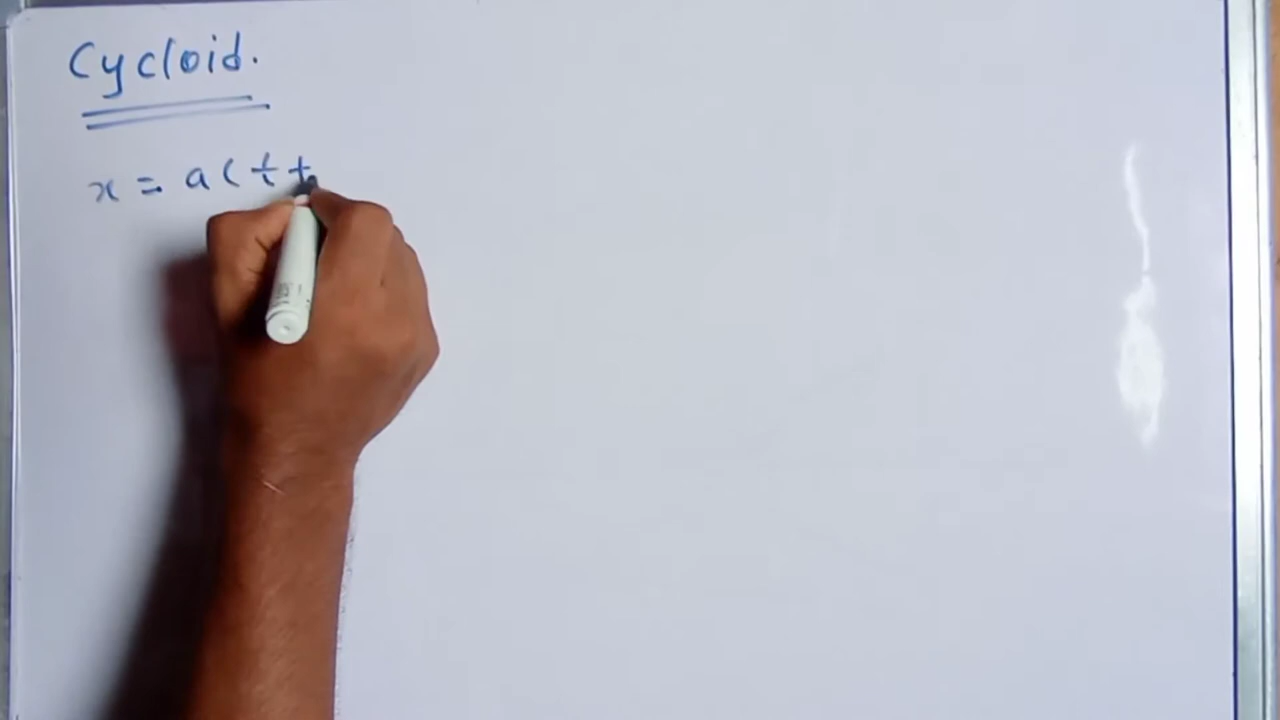 Cycloid.
x = a ( t +